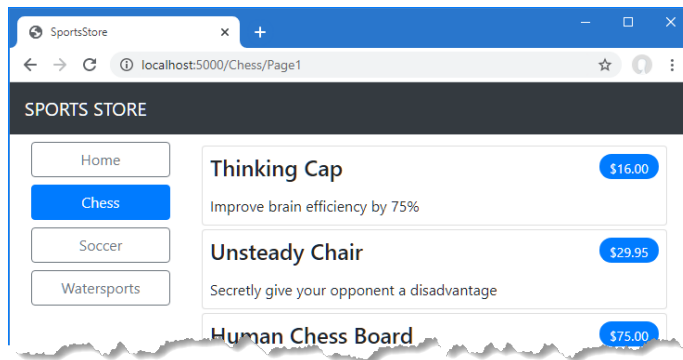 SportsStore
localhost:5000/Chess/Page1
SPORTS STORE
Home
Chess
Soccer
Watersports
Thinking Cap
$16.00
Improve brain efficiency by 75%
Unsteady Chair
$29.95
Secretly give your opponent a disadvantage
Human Chess Board
$75.00